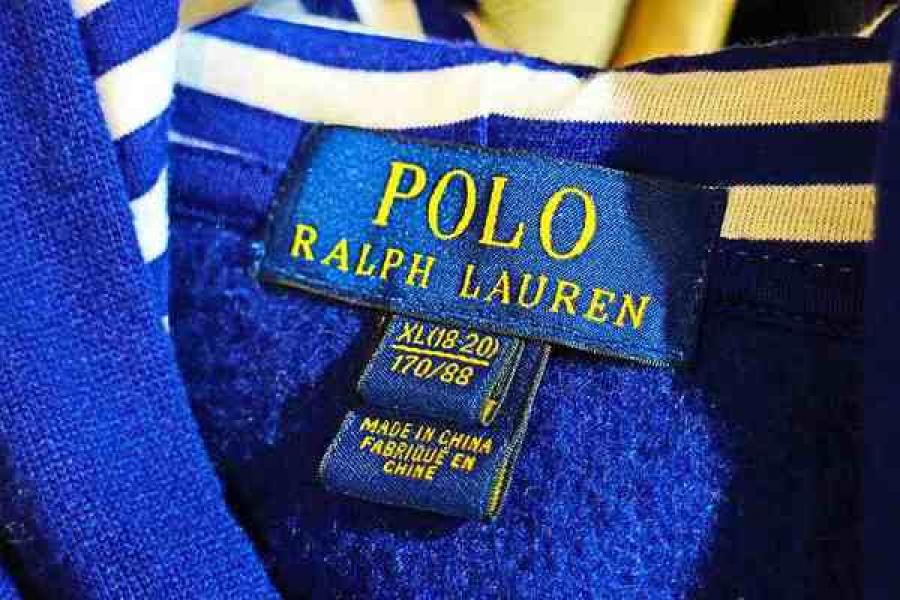 POLO
RALPH LAUREN
XL(18-20)
170/88
MADE IN CHINA
FABRIQUÉ EN
CHINE